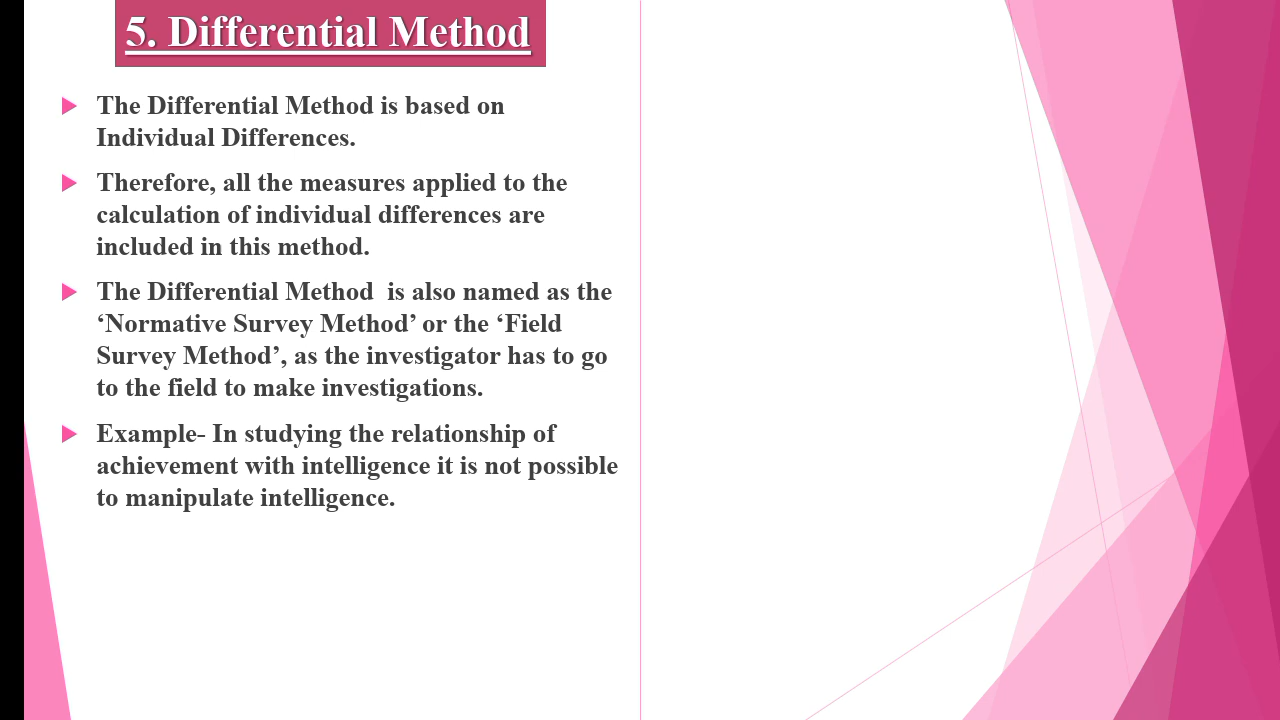 5. Differential Method
The Differential Method is based on
Individual Differences.
Therefore, all the measures applied to the
calculation of individual differences are
included in this method.
The Differential Method  is also named as the
‘Normative Survey Method’ or the ‘Field
Survey Method’, as the investigator has to go
to the field to make investigations.
Example- In studying the relationship of
achievement with intelligence it is not possible
to manipulate intelligence.